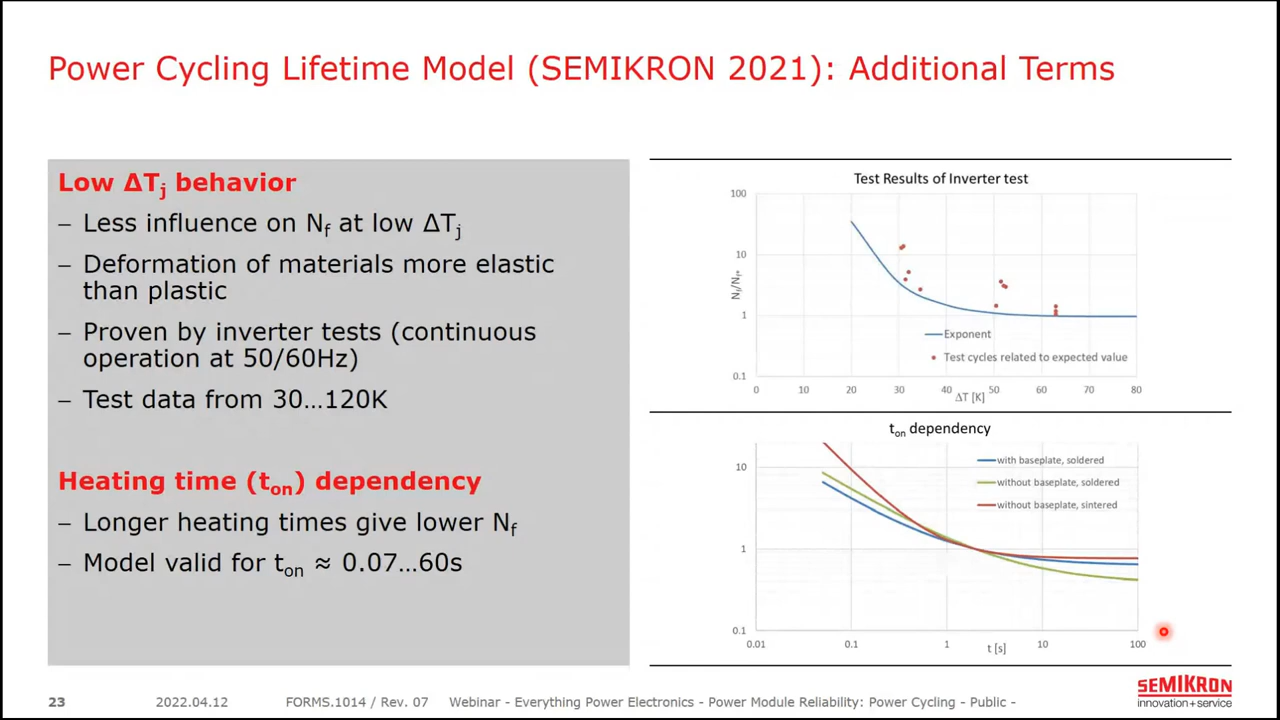 Power Cycling Lifetime Model (SEMIKRON 2021): Additional Terms
Low ΔTj behavior
– Less influence on Nf at low ΔTj
– Deformation of materials more elastic
than plastic
– Proven by inverter tests (continuous
operation at 50/60Hz)
– Test data from 30...120K
Heating time (ton) dependency
– Longer heating times give lower Nf
– Model valid for ton ≈ 0.07...60s
Test Results of Inverter test
100
10
1
0.1
0 10 20 30 40 50 60 70 80
ΔT [K]
Exponent
Test cycles related to expected value
ton dependency
10
1
0.1
0.01 0.1 1 10 100
t [s]
with baseplate, soldered
without baseplate, soldered
without baseplate, sintered
23 2022.04.12 FORMS.1014 / Rev. 07 Webinar - Everything Power Electronics - Power Module Reliability: Power Cycling - Public -
SEMIKRON
innovation+service